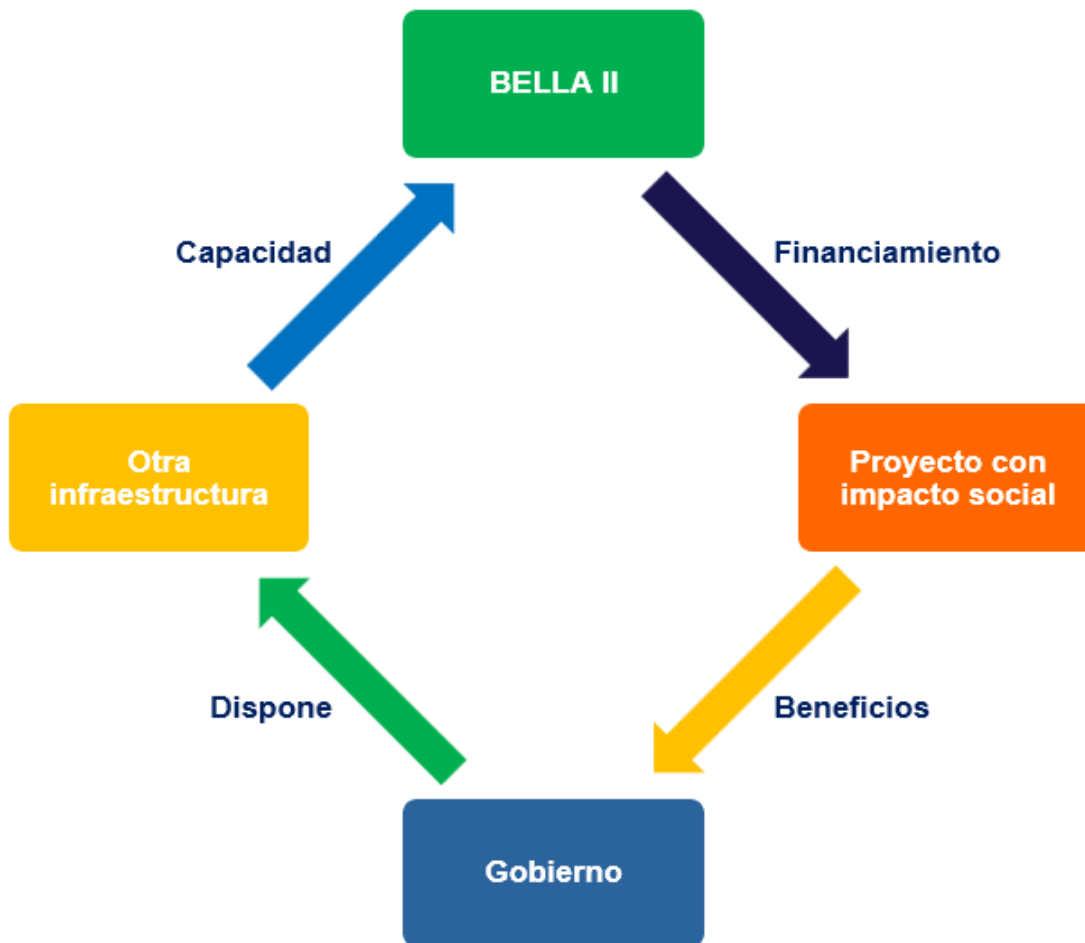 BELLA II
Capacidad
Financiamiento
Otra
infraestructura
Proyecto con
impacto social
Dispone
Beneficios
Gobierno